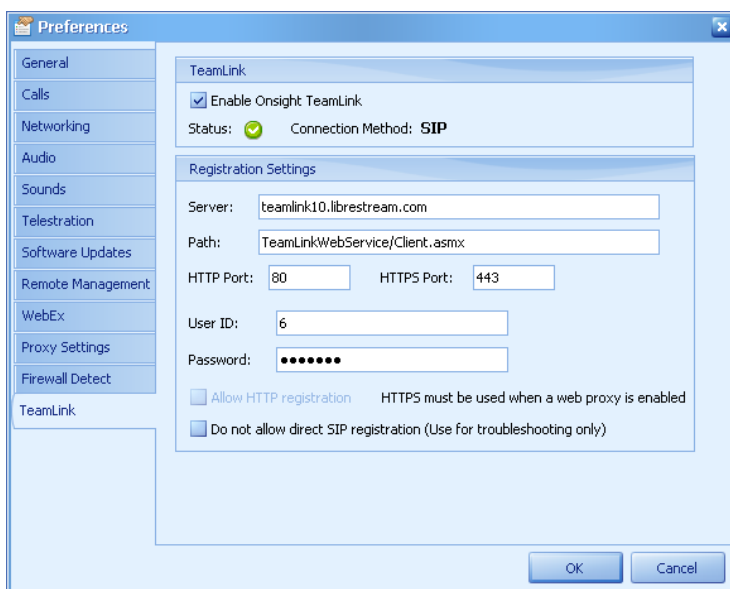 Preferences
General
Calls
Networking
Audio
Sounds
Telestration
Software Updates
Remote Management
WebEx
Proxy Settings
Firewall Detect
TeamLink
TeamLink
Enable Onsight TeamLink
Status: Connection Method: SIP
Registration Settings
Server: teamlink10.librestream.com
Path: TeamLinkWebService/Client.asmx
HTTP Port: 80 HTTPS Port: 443
User ID: 6
Password: ●●●●●●●
Allow HTTP registration HTTPS must be used when a web proxy is enabled
Do not allow direct SIP registration (Use for troubleshooting only)
OK Cancel